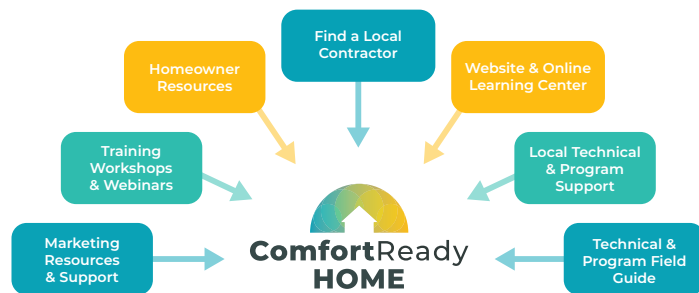 Find a Local
Contractor
Homeowner
Resources
Website & Online
Learning Center
Training
Workshops
& Webinars
Local Technical
& Program
Support
Marketing
Resources
& Support
ComfortReady
HOME
Technical &
Program Field
Guide